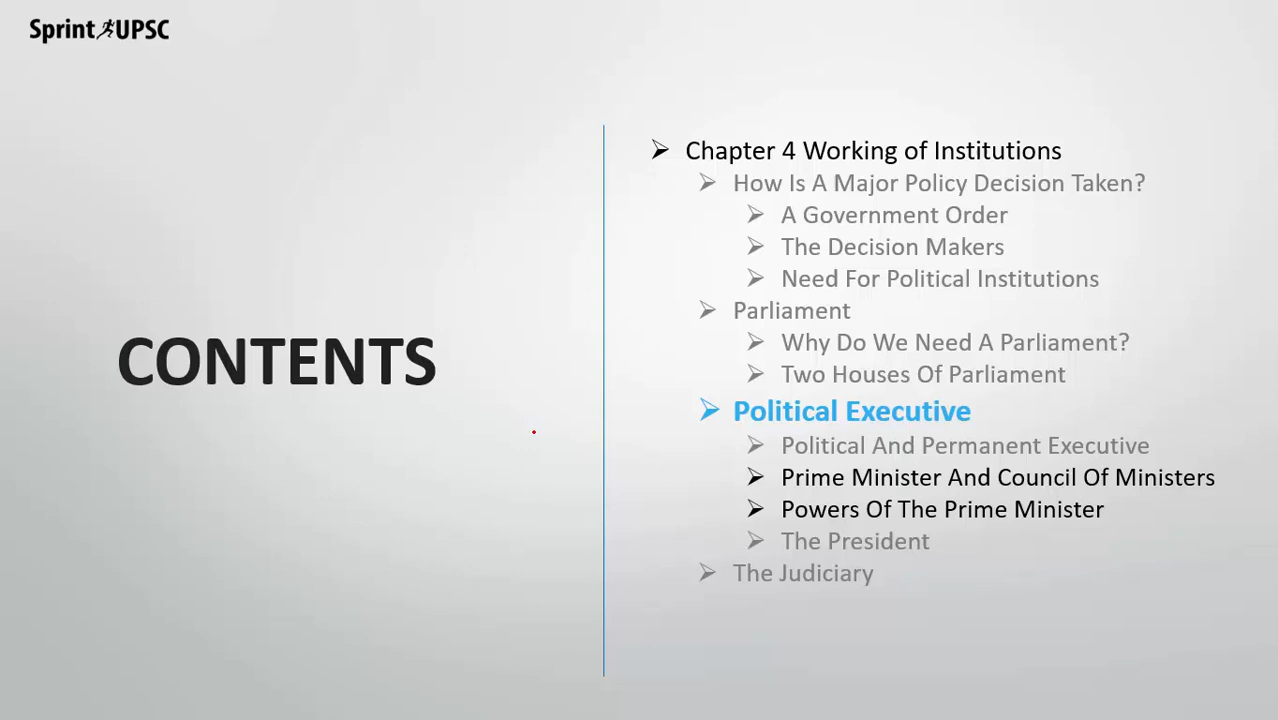 Sprint UPSC
CONTENTS
Chapter 4 Working of Institutions
How Is A Major Policy Decision Taken?
A Government Order
The Decision Makers
Need For Political Institutions
Parliament
Why Do We Need A Parliament?
Two Houses Of Parliament
Political Executive
Political And Permanent Executive
Prime Minister And Council Of Ministers
Powers Of The Prime Minister
The President
The Judiciary